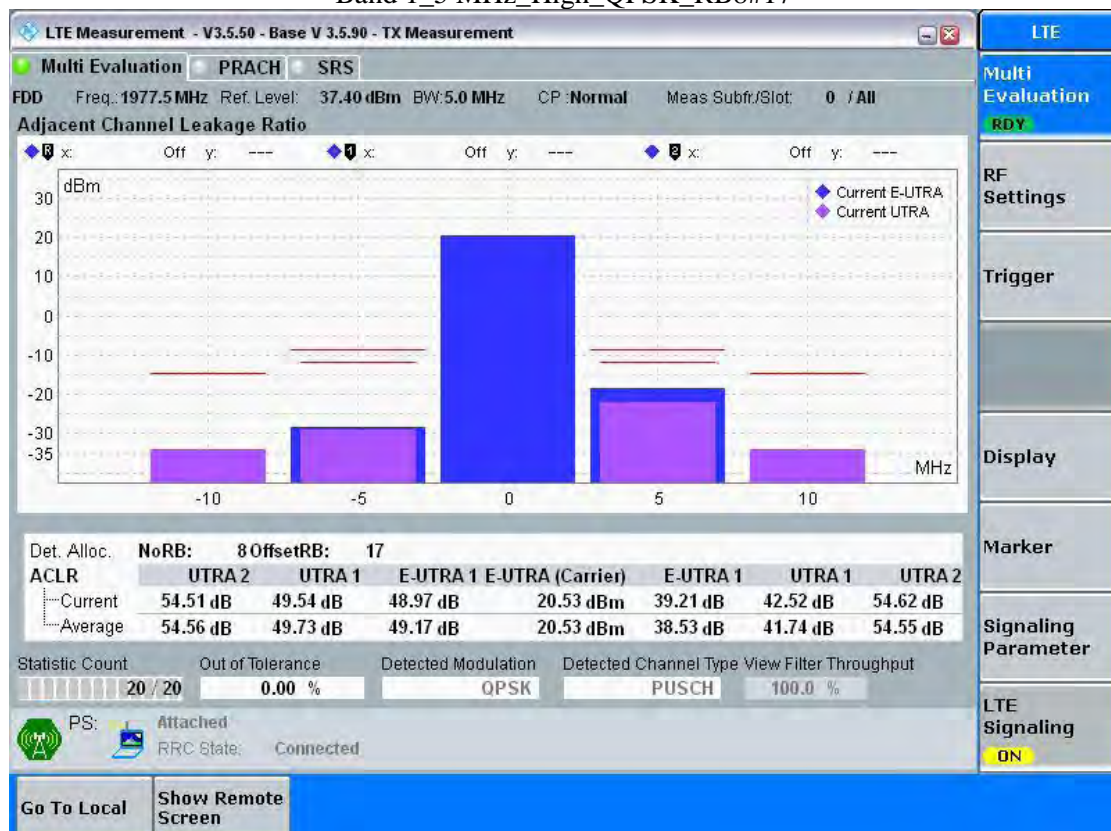 Band 1_5 MHz_High_QPSK_RB8#17
LTE Measurement - V3.5.50 - Base V 3.5.90 - TX Measurement
LTE
Multi Evaluation PRACH SRS
Multi
Evaluation
RDY
FDD Freq.: 1977.5 MHz Ref. Level: 37.40 dBm BW: 5.0 MHz CP : Normal Meas Subfr./Slot: 0 / All
Adjacent Channel Leakage Ratio
R x: Off y: --- 1 x: Off y: --- 2 x: Off y: ---
dBm
Current E-UTRA
Current UTRA
30
20
10
0
-10
-20
-30
-35
MHz
-10 -5 0 5 10
RF
Settings
Trigger
Display
Marker
Signaling
Parameter
LTE
Signaling
ON
Det. Alloc. NoRB: 8 OffsetRB: 17
ACLR UTRA 2 UTRA 1 E-UTRA 1 E-UTRA (Carrier) E-UTRA 1 UTRA 1 UTRA 2
Current 54.51 dB 49.54 dB 48.97 dB 20.53 dBm 39.21 dB 42.52 dB 54.62 dB
Average 54.56 dB 49.73 dB 49.17 dB 20.53 dBm 38.53 dB 41.74 dB 54.55 dB
Statistic Count Out of Tolerance Detected Modulation Detected Channel Type View Filter Throughput
20 / 20 0.00 % QPSK PUSCH 100.0 %
PS: Attached
RRC State: Connected
Go To Local
Show Remote
Screen